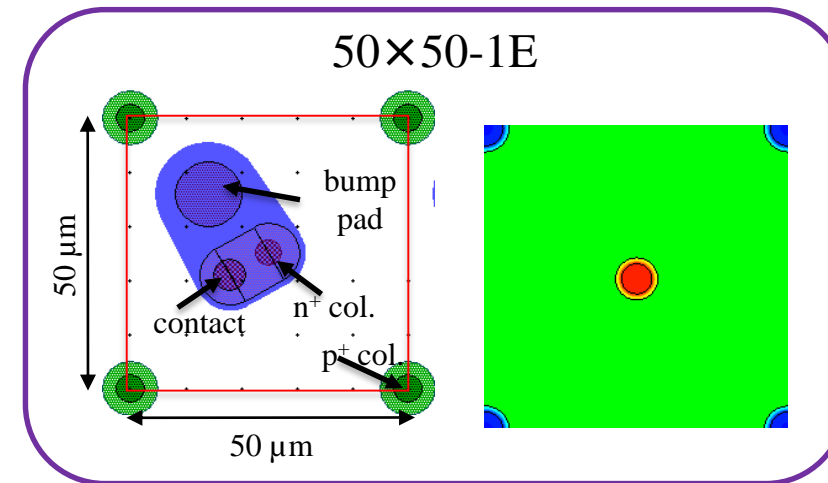 50×50-1E
bump
pad
50 µm
contact
n⁺ col.
p⁺ col.
50 µm